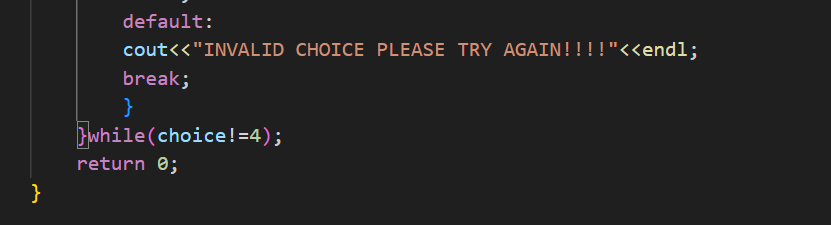 default:
cout<<"INVALID CHOICE PLEASE TRY AGAIN!!!!"<<endl;
break;
}
}while(choice!=4);
return 0;
}